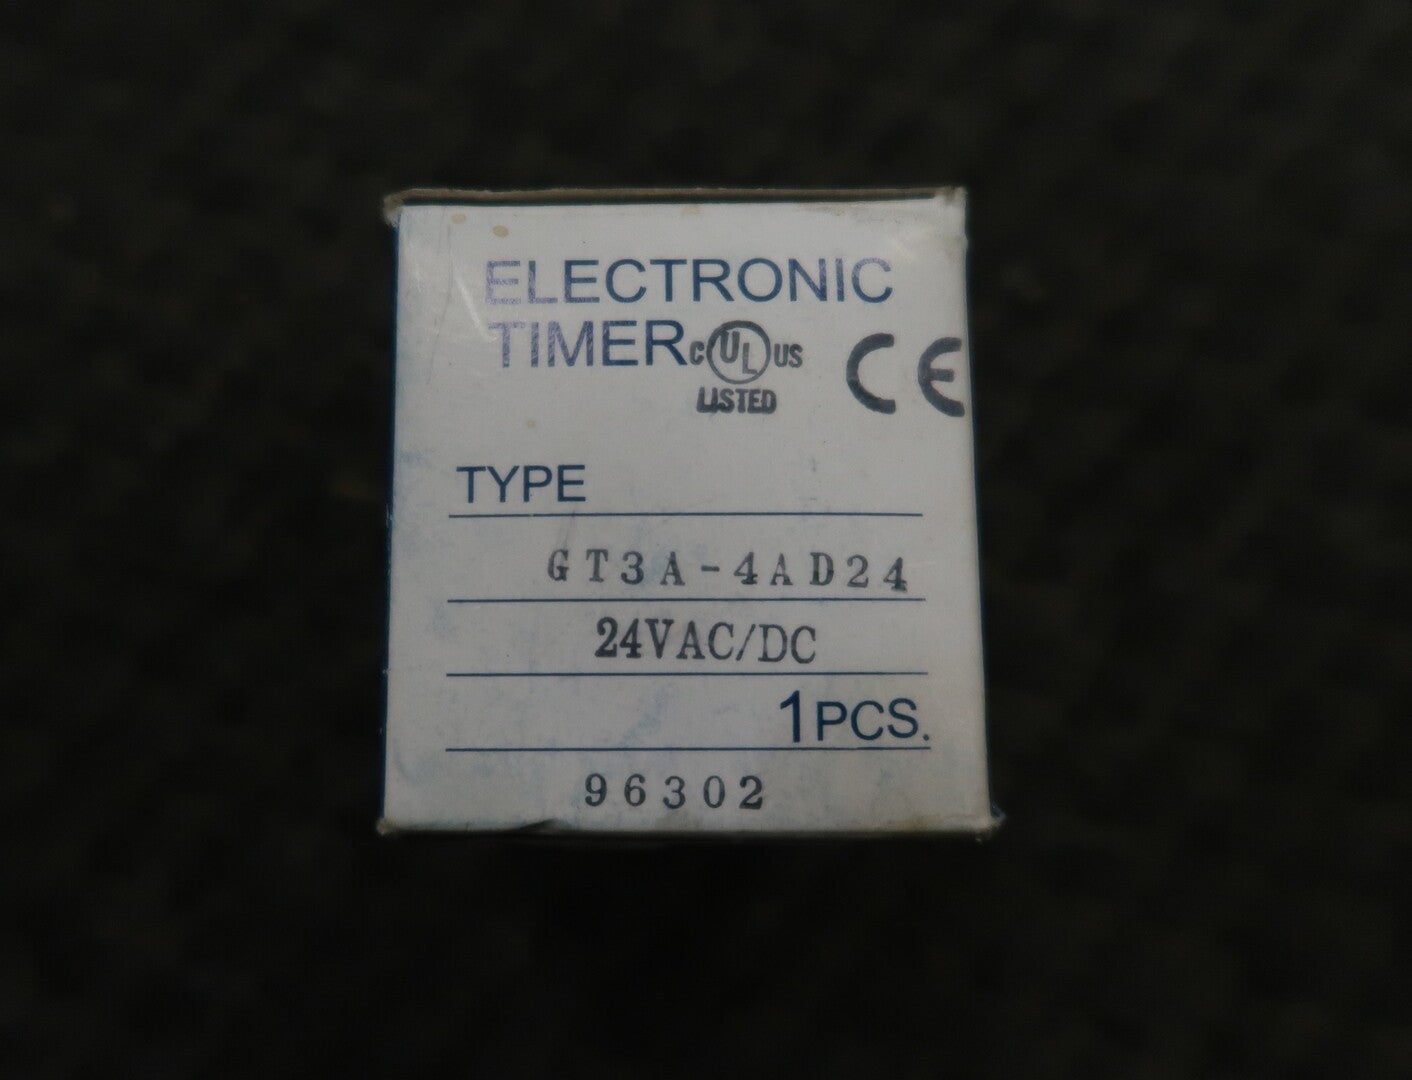 ELECTRONIC
TIMER C UL US CE
LISTED
TYPE
GT3A-4AD24
24VAC/DC
1PCS.
96302